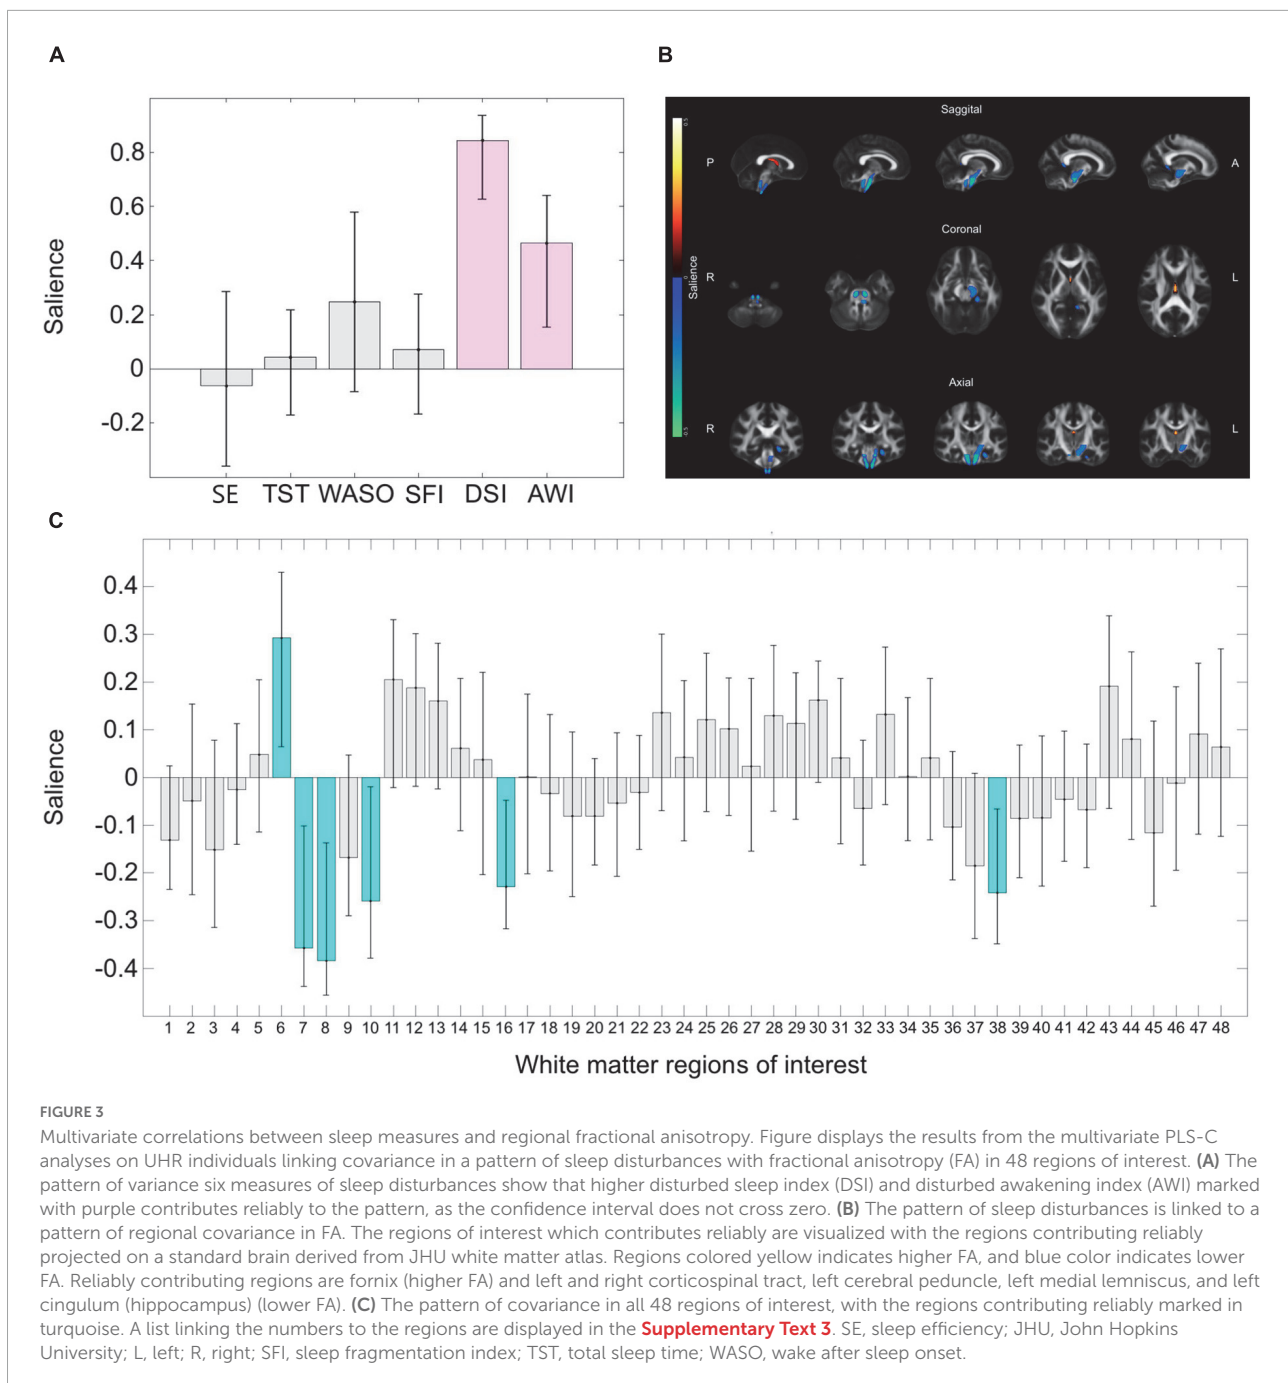 A
B
0.8
0.6
0.4
0.2
0
-0.2
Salience
SE TST WASO SFI DSI AWI
Saggital
P
A
Coronal
R
L
Axial
R
L
0.5
0
-0.5
Salience
C
0.4
0.3
0.2
0.1
0
-0.1
-0.2
-0.3
-0.4
Salience
1 2 3 4 5 6 7 8 9 10 11 12 13 14 15 16 17 18 19 20 21 22 23 24 25 26 27 28 29 30 31 32 33 34 35 36 37 38 39 40 41 42 43 44 45 46 47 48
White matter regions of interest
FIGURE 3
Multivariate correlations between sleep measures and regional fractional anisotropy. Figure displays the results from the multivariate PLS-C
analyses on UHR individuals linking covariance in a pattern of sleep disturbances with fractional anisotropy (FA) in 48 regions of interest. (A) The
pattern of variance six measures of sleep disturbances show that higher disturbed sleep index (DSI) and disturbed awakening index (AWI) marked
with purple contributes reliably to the pattern, as the confidence interval does not cross zero. (B) The pattern of sleep disturbances is linked to a
pattern of regional covariance in FA. The regions of interest which contributes reliably are visualized with the regions contributing reliably
projected on a standard brain derived from JHU white matter atlas. Regions colored yellow indicates higher FA, and blue color indicates lower
FA. Reliably contributing regions are fornix (higher FA) and left and right corticospinal tract, left cerebral peduncle, left medial lemniscus, and left
cingulum (hippocampus) (lower FA). (C) The pattern of covariance in all 48 regions of interest, with the regions contributing reliably marked in
turquoise. A list linking the numbers to the regions are displayed in the Supplementary Text 3. SE, sleep efficiency; JHU, John Hopkins
University; L, left; R, right; SFI, sleep fragmentation index; TST, total sleep time; WASO, wake after sleep onset.